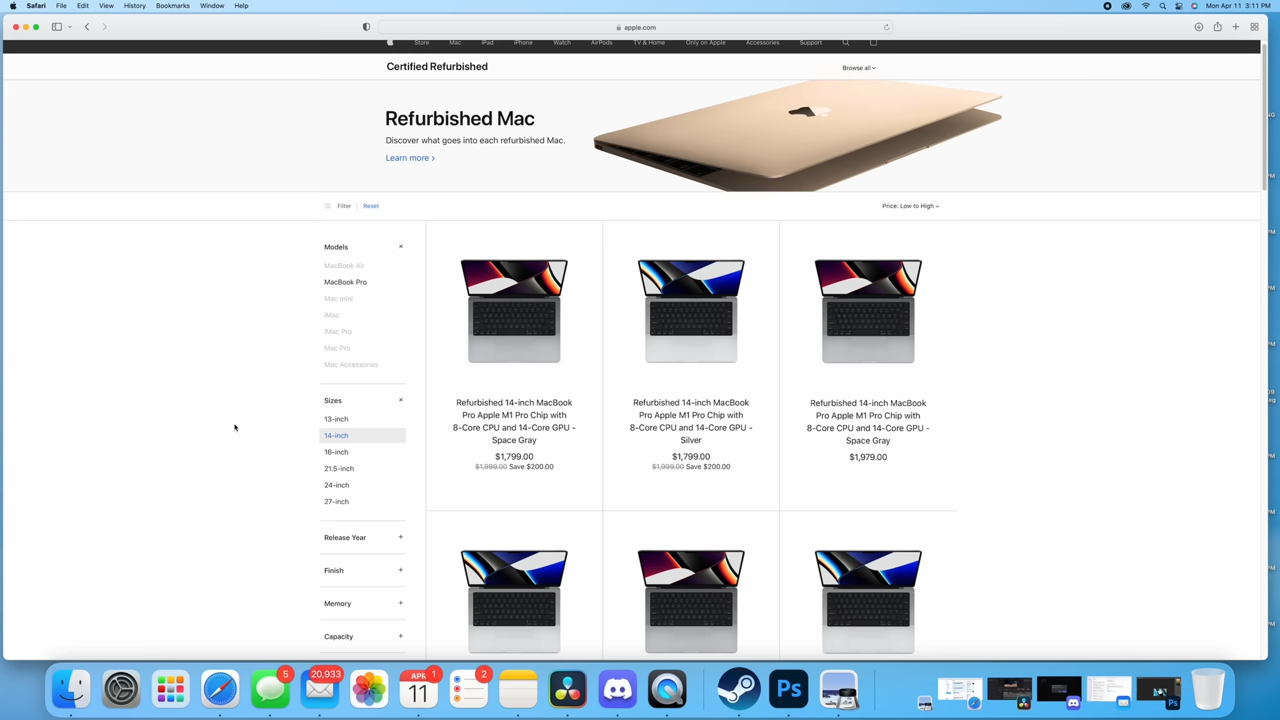 Safari File Edit View History Bookmarks Window Help Mon Apr 11 3:11 PM
apple.com
Store Mac iPad iPhone Watch AirPods TV & Home Only on Apple Accessories Support
Certified Refurbished
Browse all
Refurbished Mac
Discover what goes into each refurbished Mac.
Learn more >
Filter Reset
Price: Low to High
Models
MacBook Air
MacBook Pro
Mac mini
iMac
iMac Pro
Mac Pro
Mac Accessories
Sizes
13-inch
14-inch
16-inch
21.5-inch
24-inch
27-inch
Release Year +
Finish +
Memory +
Capacity +
Refurbished 14-inch MacBook
Pro Apple M1 Pro Chip with
8-Core CPU and 14-Core GPU -
Space Gray
$1,799.00
$1,999.00 Save $200.00
Refurbished 14-inch MacBook
Pro Apple M1 Pro Chip with
8-Core CPU and 14-Core GPU -
Silver
$1,799.00
$1,999.00 Save $200.00
Refurbished 14-inch MacBook
Pro Apple M1 Pro Chip with
8-Core CPU and 14-Core GPU -
Space Gray
$1,979.00
5
20,933
APR
11
1
2
Ps